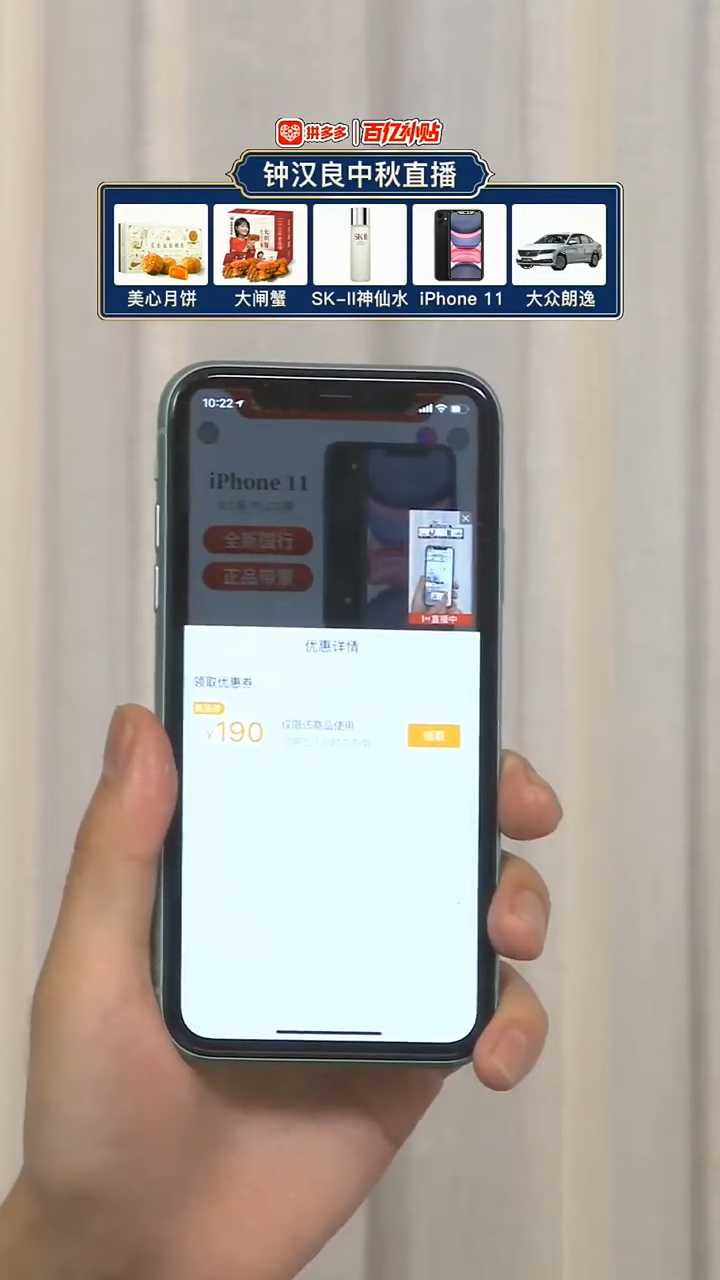 拼多多 百亿补贴
钟汉良中秋直播
SK-II
美心月饼 大闸蟹 SK-II神仙水 iPhone 11 大众朗逸
10:22
iPhone 11
全新国行
正品带票
直播中
优惠详情
领取优惠券
¥190 仅限该商品使用
领取